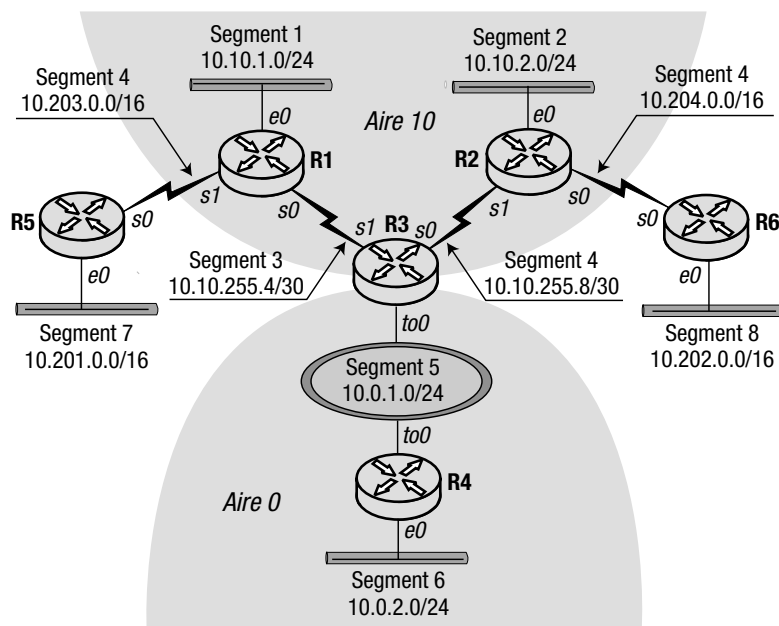 Segment 1
10.10.1.0/24
Segment 2
10.10.2.0/24
Segment 4
10.203.0.0/16
Segment 4
10.204.0.0/16
e0
Aire 10
e0
R1
R2
s1
s0
s1
s0
R5
s0
s1
R3
s0
s0
R6
e0
Segment 3
10.10.255.4/30
Segment 4
10.10.255.8/30
e0
to0
Segment 7
10.201.0.0/16
Segment 8
10.202.0.0/16
Segment 5
10.0.1.0/24
to0
R4
Aire 0
e0
Segment 6
10.0.2.0/24